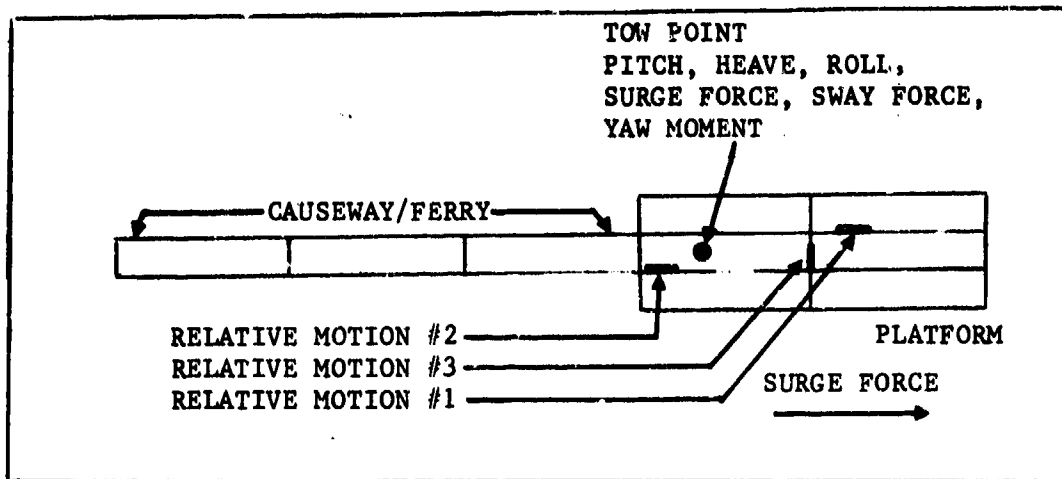 TOW POINT
PITCH, HEAVE, ROLL,
SURGE FORCE, SWAY FORCE,
YAW MOMENT
CAUSEWAY/FERRY
RELATIVE MOTION #2
RELATIVE MOTION #3
RELATIVE MOTION #1
PLATFORM
SURGE FORCE